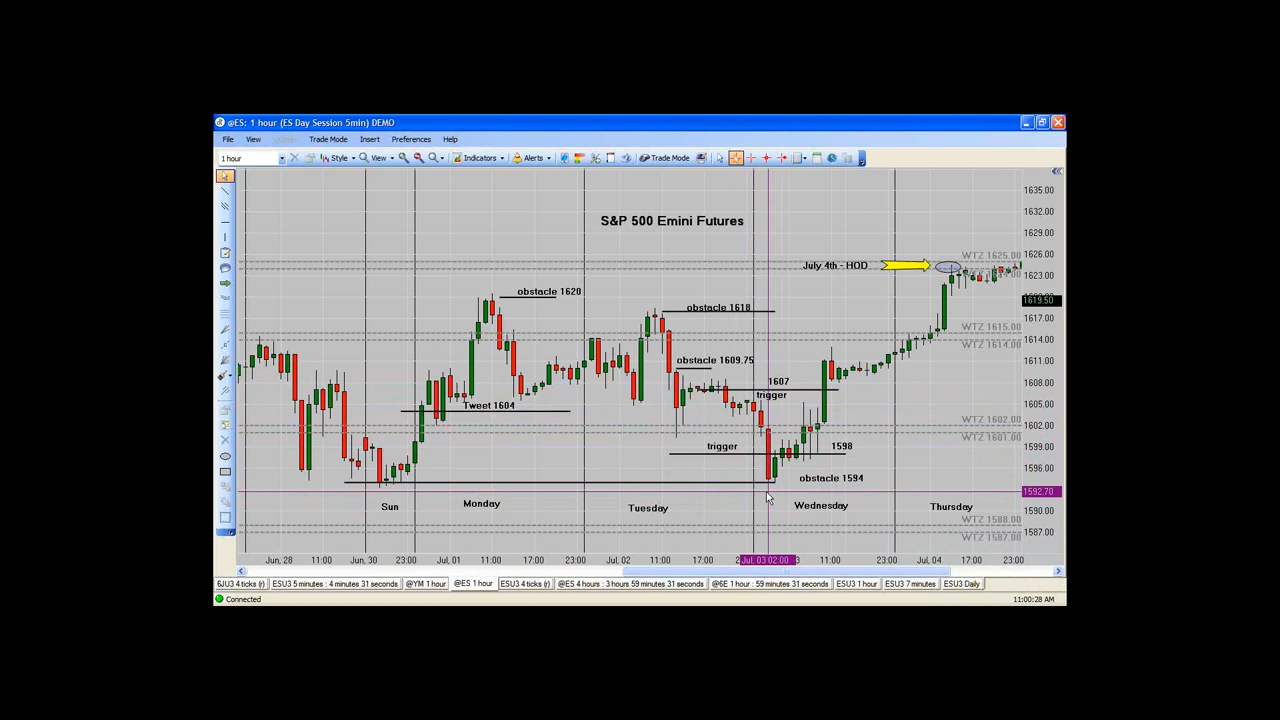 @ES: 1 hour (ES Day Session 5min) DEMO
File View Trade Mode Insert Preferences Help
1 hour Style View Indicators Alerts Trade Mode
S&P 500 Emini Futures
1635.00
1632.00
1629.00
WTZ 1625.00 1626.00
July 4th - HOD
1623.00
obstacle 1620
1619.50
obstacle 1618
1617.00
WTZ 1615.00
WTZ 1614.00 1614.00
obstacle 1609.75
1611.00
1607
1608.00
trigger
Tweet 1604
1605.00
WTZ 1602.00 1602.00
WTZ 1601.00
trigger 1598
1599.00
obstacle 1594
1596.00
1592.70
Sun Monday Tuesday Wednesday Thursday
1590.00
WTZ 1588.00
WTZ 1587.00 1587.00
Jun, 28 11:00 Jun, 30 23:00 Jul, 01 11:00 23:00 Jul, 02 11:00 17:00 Jul, 03 02:00 11:00 23:00 Jul, 04 17:00 23:00
6JU3 4 ticks (r) ESU3 5 minutes : 4 minutes 31 seconds @YM 1 hour @ES 1 hour ESU3 4 ticks (r) @ES 4 hours : 3 hours 59 minutes 31 seconds @6E 1 hour : 59 minutes 31 seconds ESU3 1 hour ESU3 7 minutes ESU3 Daily
Connected 11:00:28 AM